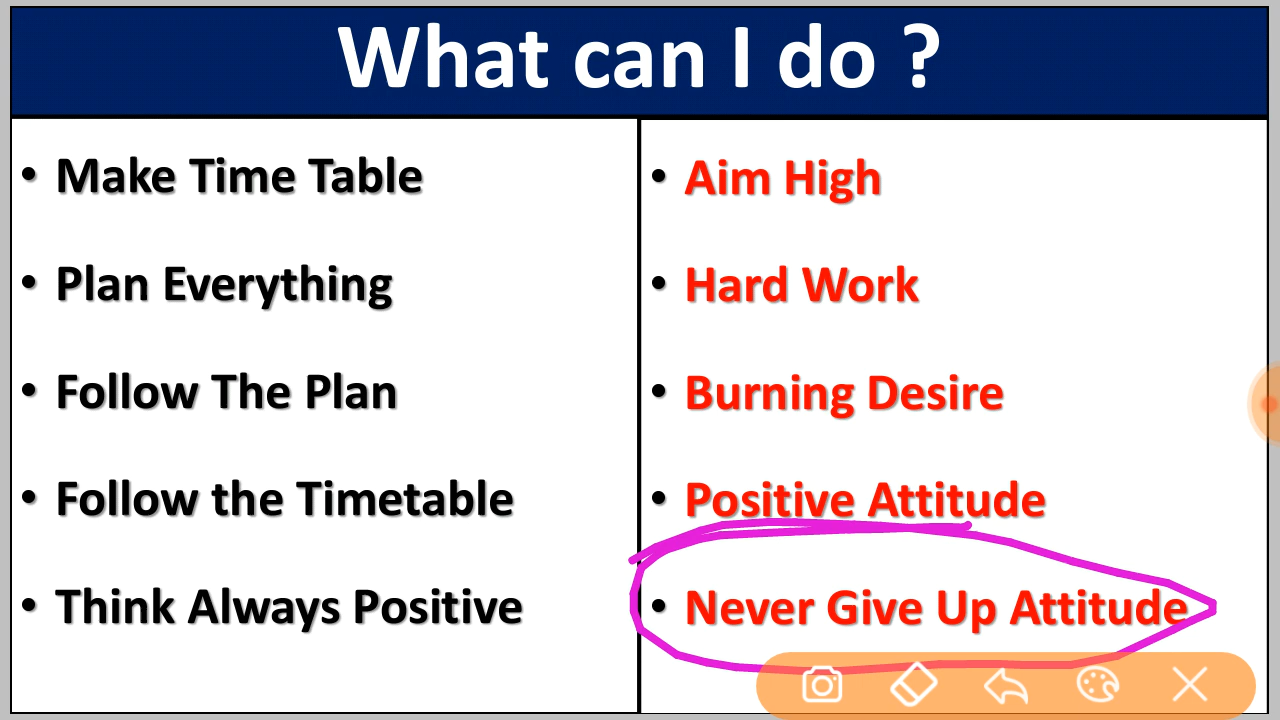 What can I do ?
• Make Time Table
• Plan Everything
• Follow The Plan
• Follow the Timetable
• Think Always Positive
• Aim High
• Hard Work
• Burning Desire
• Positive Attitude
• Never Give Up Attitude